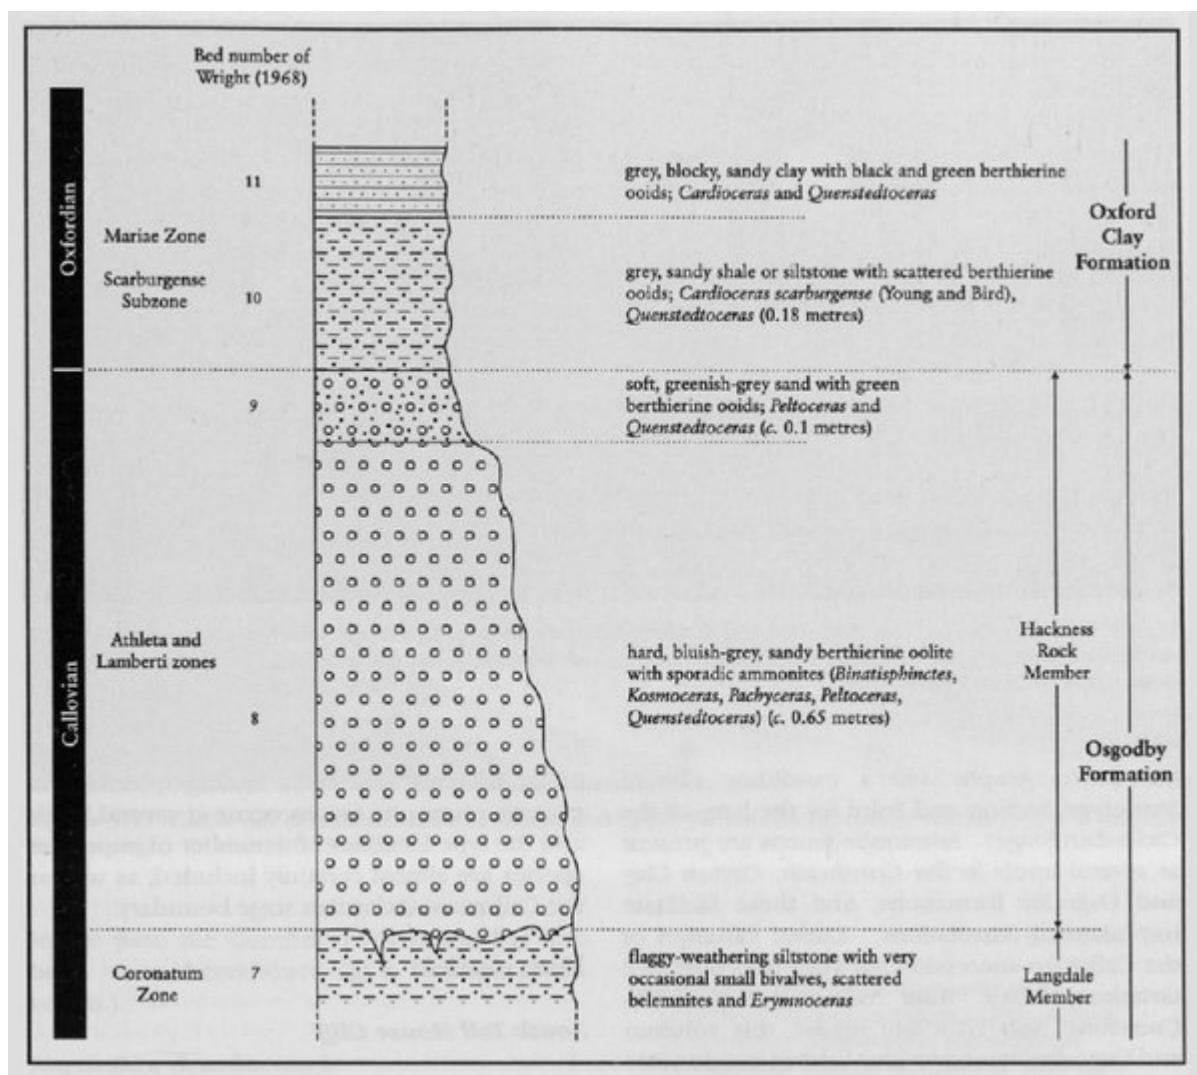 Bed number of
Wright (1968)
Oxfordian
Callovian
11
grey, blocky, sandy clay with black and green berthierine
ooids; Cardioceras and Quenstedtoceras
Mariae Zone
Scarburgense
Subzone
10
grey, sandy shale or siltstone with scattered berthierine
ooids; Cardioceras scarburgense (Young and Bird),
Quenstedtoceras (0.18 metres)
Oxford
Clay
Formation
9
soft, greenish-grey sand with green
berthierine ooids; Peltoceras and
Quenstedtoceras (c. 0.1 metres)
Athleta and
Lamberti zones
8
hard, bluish-grey, sandy berthierine oolite
with sporadic ammonites (Binatisphinctes,
Kosmoceras, Pachyceras, Peltoceras,
Quenstedtoceras) (c. 0.65 metres)
Hackness
Rock
Member
Osgodby
Formation
Coronatum
Zone
7
flaggy-weathering siltstone with very
occasional small bivalves, scattered
belemnites and Erymnoceras
Langdale
Member